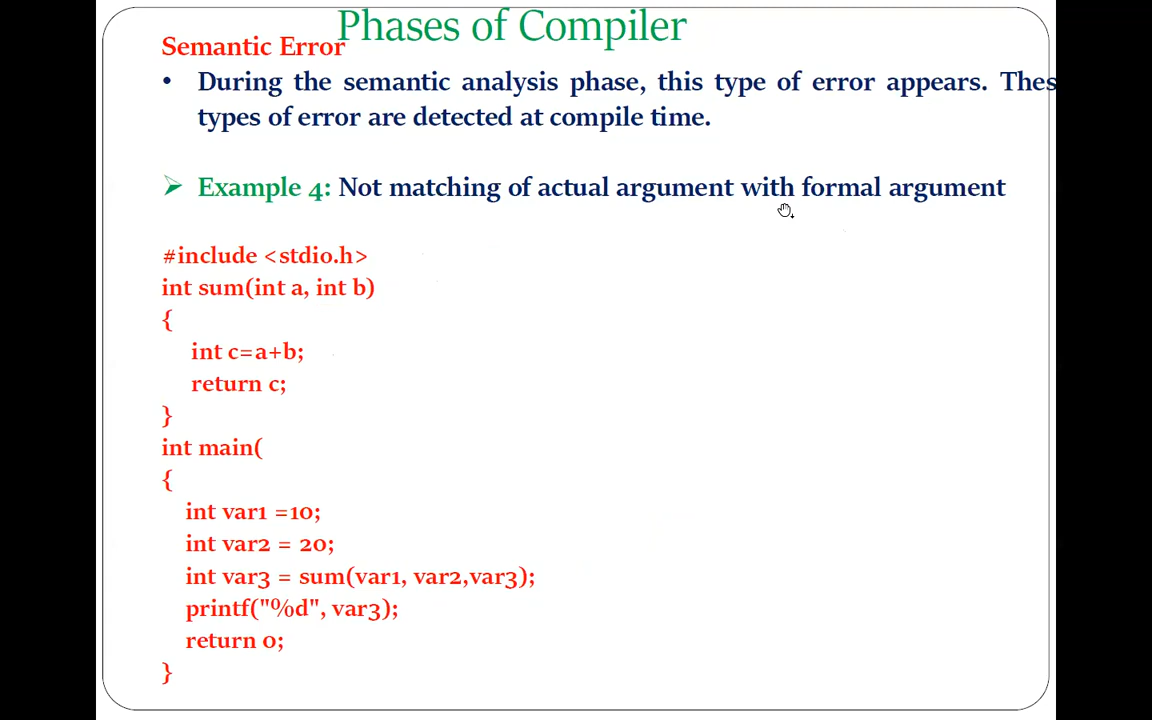 Phases of Compiler
Semantic Error
• During the semantic analysis phase, this type of error appears. Thes
types of error are detected at compile time.
➢ Example 4: Not matching of actual argument with formal argument
#include <stdio.h>
int sum(int a, int b)
{
int c=a+b;
return c;
}
int main(
{
int var1 =10;
int var2 = 20;
int var3 = sum(var1, var2,var3);
printf("%d", var3);
return 0;
}